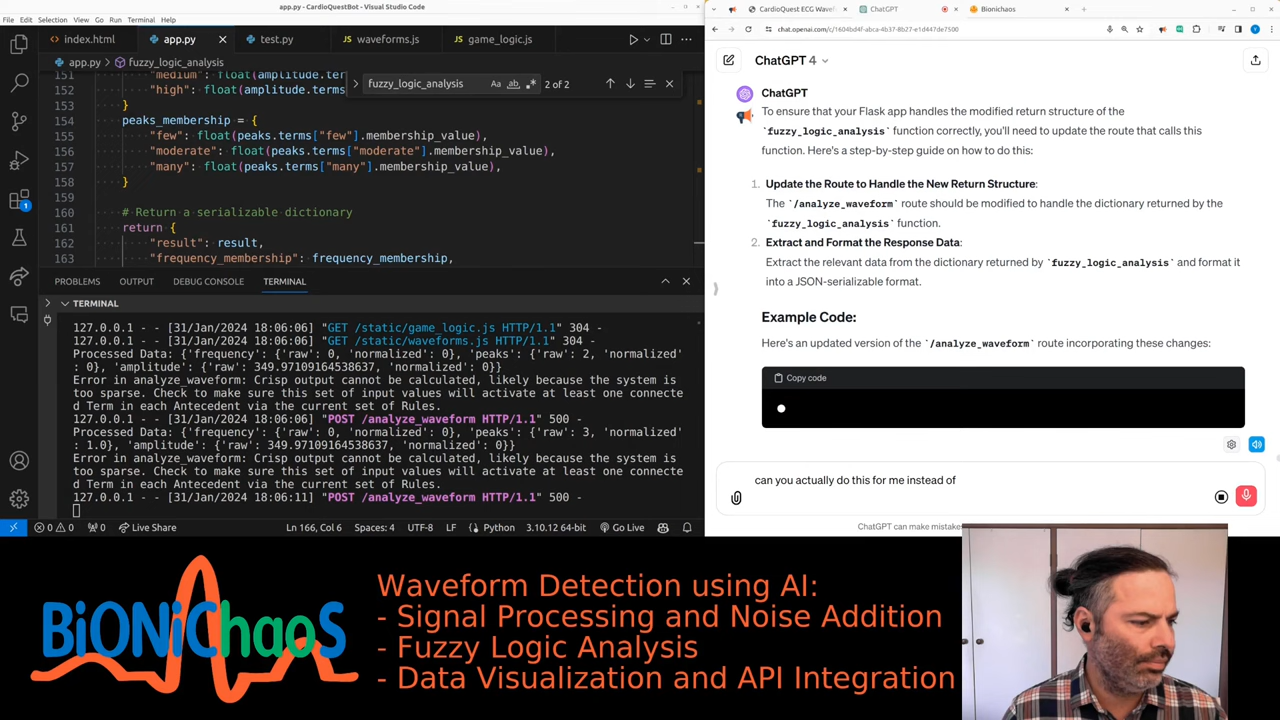 app.py - CardioQuestBot - Visual Studio Code
File Edit Selection View Go Run Terminal Help
index.html
app.py
test.py
waveforms.js
game_logic.js
app.py > fuzzy_logic_analysis
fuzzy_logic_analysis
Aa ab .* 2 of 2
151 "medium": float(amplitude.ter
152 "high": float(amplitude.terms
153 }
154 peaks_membership = {
155 "few": float(peaks.terms["few"].membership_value),
156 "moderate": float(peaks.terms["moderate"].membership_value),
157 "many": float(peaks.terms["many"].membership_value),
158 }
159
160 # Return a serializable dictionary
161 return {
162 "result": result,
163 "frequency_membership": frequency_membership,
PROBLEMS OUTPUT DEBUG CONSOLE TERMINAL
TERMINAL
127.0.0.1 - - [31/Jan/2024 18:06:06] "GET /static/game_logic.js HTTP/1.1" 304 -
127.0.0.1 - - [31/Jan/2024 18:06:06] "GET /static/waveforms.js HTTP/1.1" 304 -
Processed Data: {'frequency': {'raw': 0, 'normalized': 0}, 'peaks': {'raw': 2, 'normalized'
: 0}, 'amplitude': {'raw': 349.97109164538637, 'normalized': 0}}
Error in analyze_waveform: Crisp output cannot be calculated, likely because the system is
too sparse. Check to make sure this set of input values will activate at least one connecte
d Term in each Antecedent via the current set of Rules.
127.0.0.1 - - [31/Jan/2024 18:06:06] "POST /analyze_waveform HTTP/1.1" 500 -
Processed Data: {'frequency': {'raw': 0, 'normalized': 0}, 'peaks': {'raw': 3, 'normalized'
: 1.0}, 'amplitude': {'raw': 349.97109164538637, 'normalized': 0}}
Error in analyze_waveform: Crisp output cannot be calculated, likely because the system is
too sparse. Check to make sure this set of input values will activate at least one connecte
d Term in each Antecedent via the current set of Rules.
127.0.0.1 - - [31/Jan/2024 18:06:11] "POST /analyze_waveform HTTP/1.1" 500 -
0 0 0 Live Share Ln 166, Col 6 Spaces: 4 UTF-8 LF Python 3.10.12 64-bit Go Live
CardioQuest ECG Wavef
ChatGPT
Bionichaos
chat.openai.com/c/1604bd4f-abca-4b37-8b27-e1d447de7500
ChatGPT 4
ChatGPT
To ensure that your Flask app handles the modified return structure of the
`fuzzy_logic_analysis` function correctly, you'll need to update the route that calls this
function. Here's a step-by-step guide on how to do this:
1. Update the Route to Handle the New Return Structure:
The `/analyze_waveform` route should be modified to handle the dictionary returned by the
`fuzzy_logic_analysis` function.
2. Extract and Format the Response Data:
Extract the relevant data from the dictionary returned by `fuzzy_logic_analysis` and format it
into a JSON-serializable format.
Example Code:
Here's an updated version of the `/analyze_waveform` route incorporating these changes:
Copy code
can you actually do this for me instead of
ChatGPT can make mistake
BiONiChaoS
Waveform Detection using AI:
- Signal Processing and Noise Addition
- Fuzzy Logic Analysis
- Data Visualization and API Integration